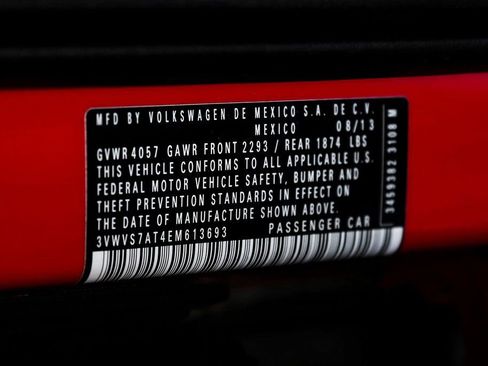 MFD BY VOLKSWAGEN DE MEXICO S.A. DE C.V.
MEXICO 08/13
GVWR 4057 GAWR FRONT 2293 / REAR 1874 LBS
THIS VEHICLE CONFORMS TO ALL APPLICABLE U.S.
FEDERAL MOTOR VEHICLE SAFETY, BUMPER AND
THEFT PREVENTION STANDARDS IN EFFECT ON
THE DATE OF MANUFACTURE SHOWN ABOVE.
3VWVS7AT4EM613693 PASSENGER CAR
3469382 3108 M